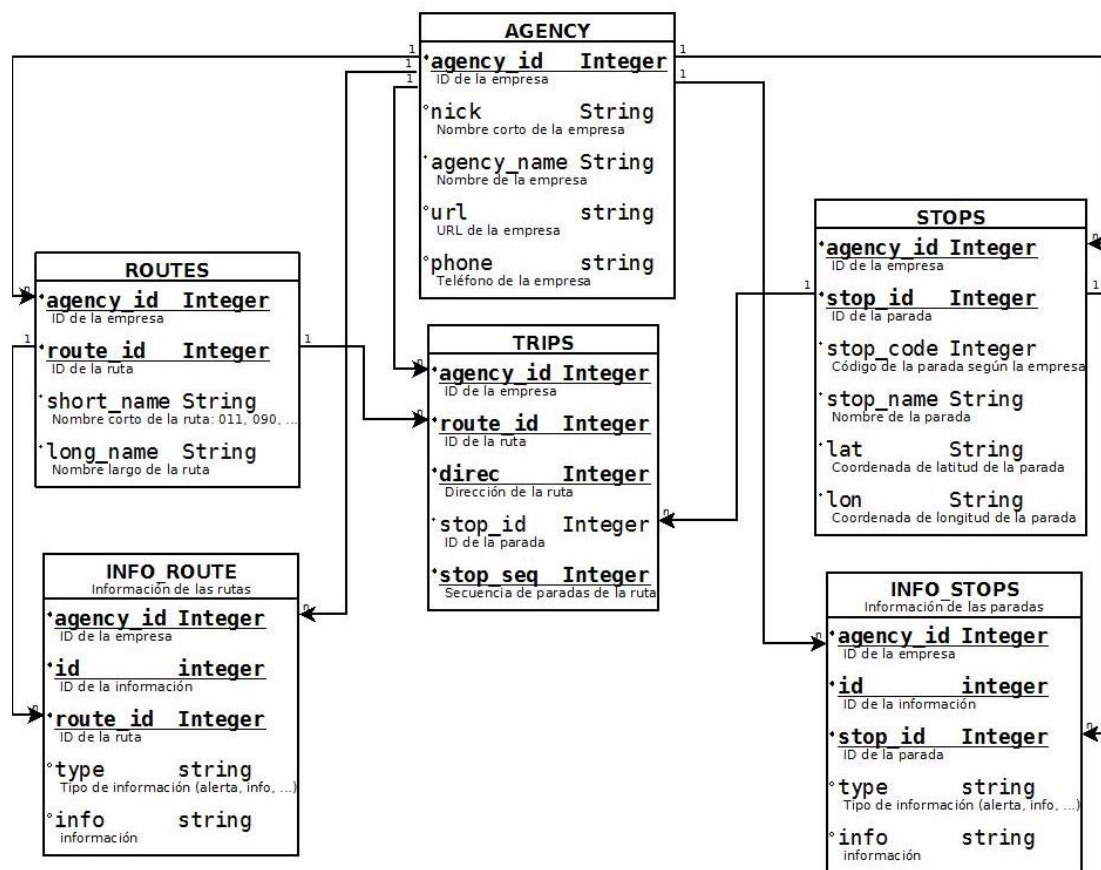 AGENCY
agency_id Integer
ID de la empresa
nick String
Nombre corto de la empresa
agency_name String
Nombre de la empresa
url string
URL de la empresa
phone string
Teléfono de la empresa
1
1
1
1
1
ROUTES
n agency_id Integer
ID de la empresa
1 route_id Integer 1
ID de la ruta
short_name String
Nombre corto de la ruta: 011, 090, ...
long_name String
Nombre largo de la ruta
TRIPS
n agency_id Integer
ID de la empresa
n route_id Integer
ID de la ruta
direc Integer
Dirección de la ruta
stop_id Integer n
ID de la parada
stop_seq Integer
Secuencia de paradas de la ruta
STOPS
agency_id Integer n
ID de la empresa
1 stop_id Integer 1
ID de la parada
stop_code Integer
Código de la parada según la empresa
stop_name String
Nombre de la parada
lat String
Coordenada de latitud de la parada
lon String
Coordenada de longitud de la parada
INFO_ROUTE
Información de las rutas
agency_id Integer n
ID de la empresa
id integer
ID de la información
n route_id Integer
ID de la ruta
type string
Tipo de información (alerta, info, ...)
info string
información
INFO_STOPS
Información de las paradas
n agency_id Integer
ID de la empresa
id integer
ID de la información
stop_id Integer n
ID de la parada
type string
Tipo de información (alerta, info, ...)
info string
información